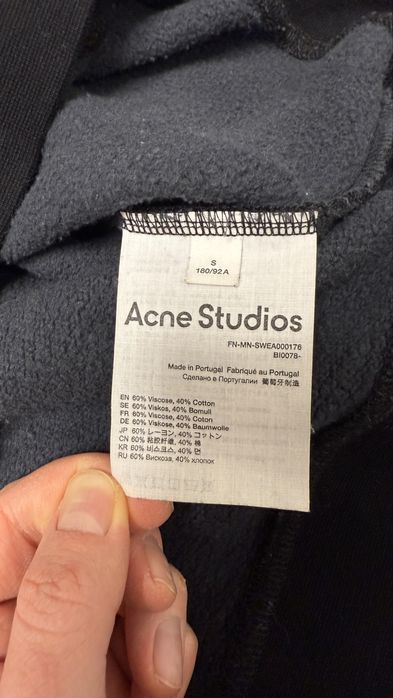 S
180/92 A
Acne Studios
FN-MN-SWEA000176
BI0078-
Made in Portugal Fabriqué au Portugal
Сделано в Португалии 葡萄牙制造
EN 60% Viscose, 40% Cotton
SE 60% Viskos, 40% Bomull
FR 60% Viscose, 40% Coton
DE 60% Viskose, 40% Baumwolle
JP 60% レーヨン, 40% コットン
CN 60% 粘胶纤维, 40% 棉
KR 60% 비스코스, 40% 면
RU 60% Вискоза, 40% хлопок